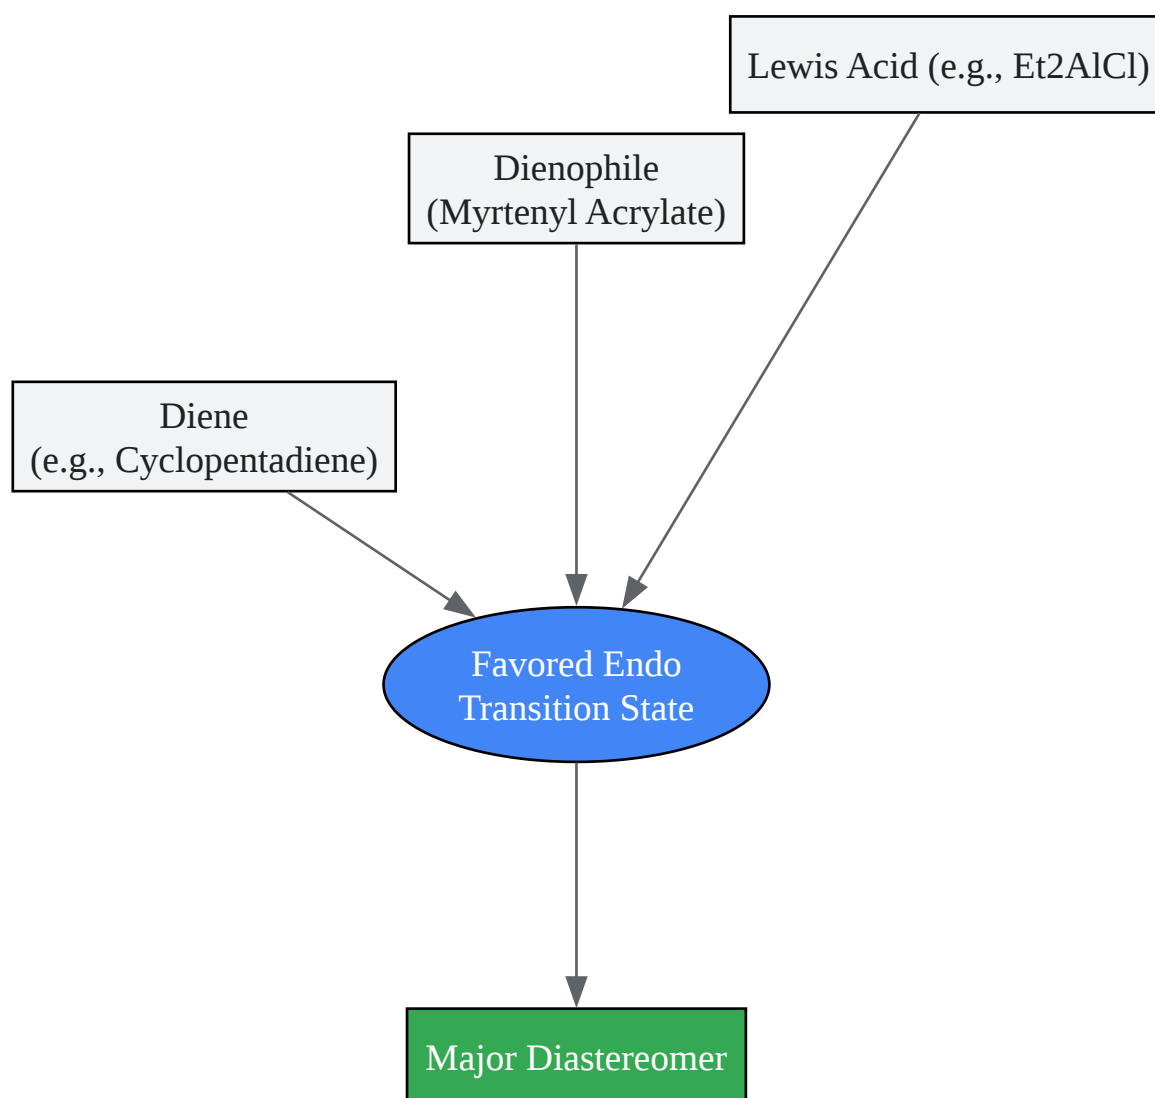 Lewis Acid (e.g., Et2AlCl)
Dienophile
(Myrtenyl Acrylate)
Diene
(e.g., Cyclopentadiene)
Favored Endo
Transition State
Major Diastereomer